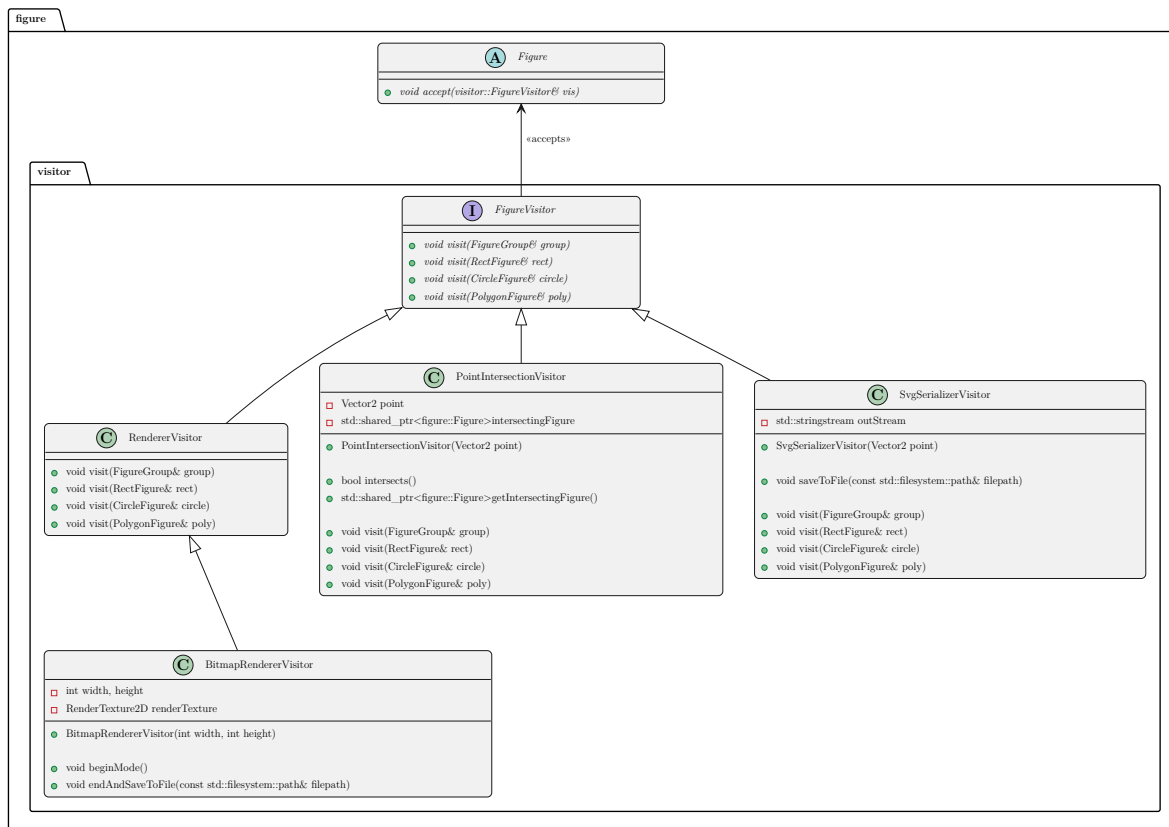 figure
A Figure
void accept(visitor::FigureVisitor& vis)
«accepts»
visitor
I FigureVisitor
void visit(FigureGroup& group)
void visit(RectFigure& rect)
void visit(CircleFigure& circle)
void visit(PolygonFigure& poly)
C RendererVisitor
void visit(FigureGroup& group)
void visit(RectFigure& rect)
void visit(CircleFigure& circle)
void visit(PolygonFigure& poly)
C PointIntersectionVisitor
Vector2 point
std::shared_ptr<figure::Figure>intersectingFigure
PointIntersectionVisitor(Vector2 point)
bool intersects()
std::shared_ptr<figure::Figure>getIntersectingFigure()
void visit(FigureGroup& group)
void visit(RectFigure& rect)
void visit(CircleFigure& circle)
void visit(PolygonFigure& poly)
C SvgSerializerVisitor
std::stringstream outStream
SvgSerializerVisitor(Vector2 point)
void saveToFile(const std::filesystem::path& filepath)
void visit(FigureGroup& group)
void visit(RectFigure& rect)
void visit(CircleFigure& circle)
void visit(PolygonFigure& poly)
C BitmapRendererVisitor
int width, height
RenderTexture2D renderTexture
BitmapRendererVisitor(int width, int height)
void beginMode()
void endAndSaveToFile(const std::filesystem::path& filepath)